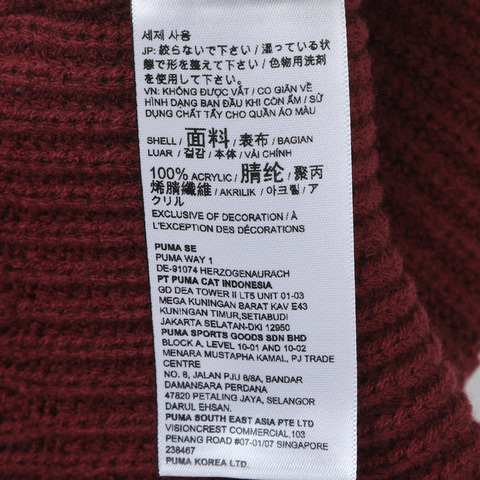 세제 사용
JP: 絞らないで下さい / 湿っている状
態で形を整えて下さい / 色物用洗剤
を使用して下さい。
VN: KHÔNG ĐƯỢC VẮT / CO GIÃN VỀ
HÌNH DẠNG BAN ĐẦU KHI CÒN ẨM / SỬ
DỤNG CHẤT TẨY CHO QUẦN ÁO MÀU
SHELL / 面料 / 表布 / BAGIAN
LUAR / 겉감 / 本体 / VẢI CHÍNH
100% ACRYLIC / 腈纶 / 聚丙
烯腈纖維 / AKRILIK / 아크릴 / ア
クリル
EXCLUSIVE OF DECORATION / À
L'EXCEPTION DES DÉCORATIONS
PUMA SE
PUMA WAY 1
DE-91074 HERZOGENAURACH
PT PUMA CAT INDONESIA
GD DEA TOWER II LTS UNIT 01-03
MEGA KUNINGAN BARAT KAV E43
KUNINGAN TIMUR,SETIABUDI
JAKARTA SELATAN-DKI 12950
PUMA SPORTS GOODS SDN BHD
BLOCK A, LEVEL 10-01 AND 10-02
MENARA MUSTAPHA KAMAL, PJ TRADE
CENTRE
NO. 8, JALAN PJU 8/8A, BANDAR
DAMANSARA PERDANA
47820 PETALING JAYA, SELANGOR
DARUL EHSAN.
PUMA SOUTH EAST ASIA PTE LTD
VISIONCREST COMMERCIAL,103
PENANG ROAD #07-01/07 SINGAPORE
238467
PUMA KOREA LTD.